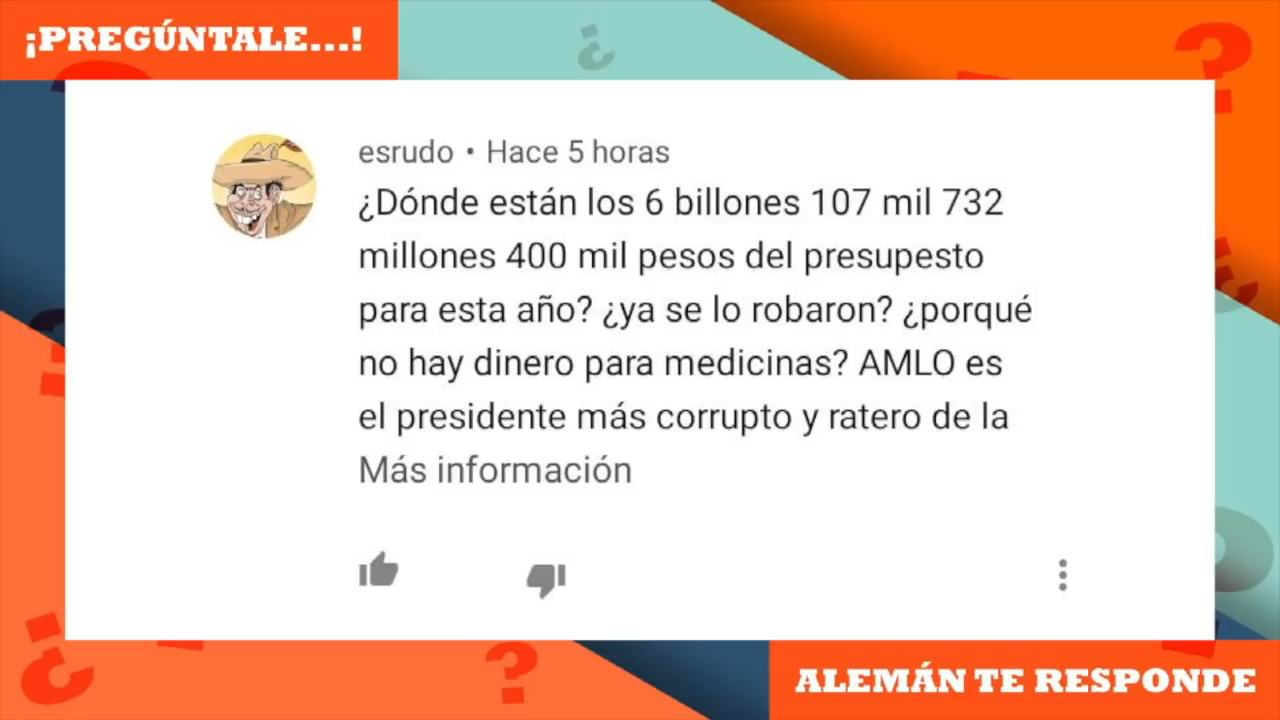 ¡PREGÚNTALE...!
esrudo • Hace 5 horas
¿Dónde están los 6 billones 107 mil 732
millones 400 mil pesos del presupesto
para esta año? ¿ya se lo robaron? ¿porqué
no hay dinero para medicinas? AMLO es
el presidente más corrupto y ratero de la
Más información
ALEMÁN TE RESPONDE